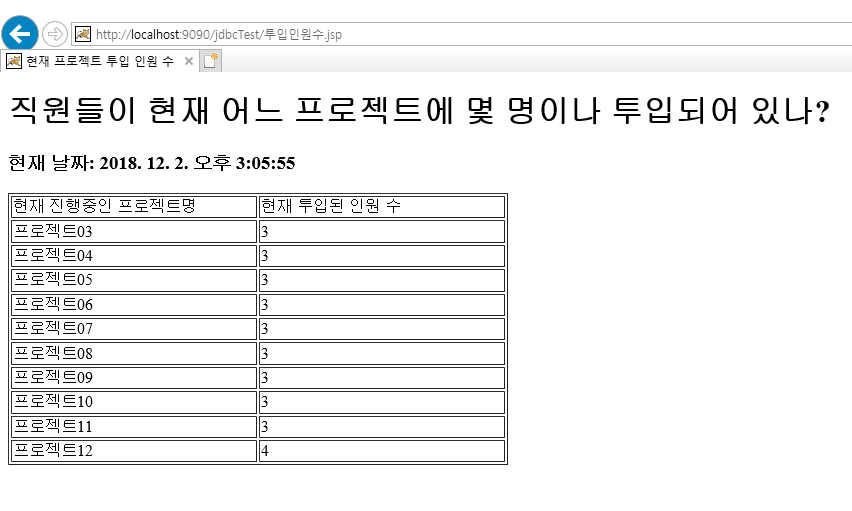 http://localhost:9090/jdbcTest/투입인원수.jsp
현재 프로젝트 투입 인원 수
직원들이 현재 어느 프로젝트에 몇 명이나 투입되어 있나?
현재 날짜: 2018. 12. 2. 오후 3:05:55
현재 진행중인 프로젝트명 현재 투입된 인원 수
프로젝트03 3
프로젝트04 3
프로젝트05 3
프로젝트06 3
프로젝트07 3
프로젝트08 3
프로젝트09 3
프로젝트10 3
프로젝트11 3
프로젝트12 4